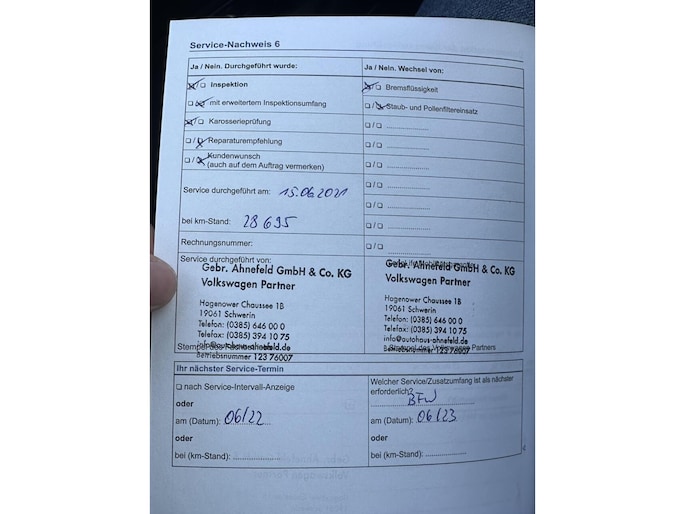 Service-Nachweis 6
Ja / Nein. Durchgeführt wurde:
Ja / Nein. Wechsel von:
Inspektion
Bremsflüssigkeit
mit erweitertem Inspektionsumfang
Staub- und Pollenfiltereinsatz
Karosserieprüfung
Reparaturempfehlung
Kundenwunsch
(auch auf dem Auftrag vermerken)
Service durchgeführt am: 15.06.2021
bei km-Stand: 28695
Rechnungsnummer:
Service durchgeführt von:
Gebr. Ahnefeld GmbH & Co. KG
Volkswagen Partner
Hagenower Chaussee 1B
19061 Schwerin
Telefon: (0385) 646 00 0
Telefax: (0385) 394 10 75
info@autohaus-ahnefeld.de
Betriebsnummer 123 76007
Gebr. Ahnefeld GmbH & Co. KG
Volkswagen Partner
Hagenower Chaussee 1B
19061 Schwerin
Telefon: (0385) 646 00 0
Telefax: (0385) 394 10 75
info@autohaus-ahnefeld.de
Stempel des Volkswagen Partners
Betriebsnummer 123 76007
Ihr nächster Service-Termin
nach Service-Intervall-Anzeige
oder
am (Datum): 06/22
oder
bei (km-Stand):
Welcher Service/Zusatzumfang ist als nächster
erforderlich?
BFW
am (Datum): 06/23
oder
bei (km-Stand):